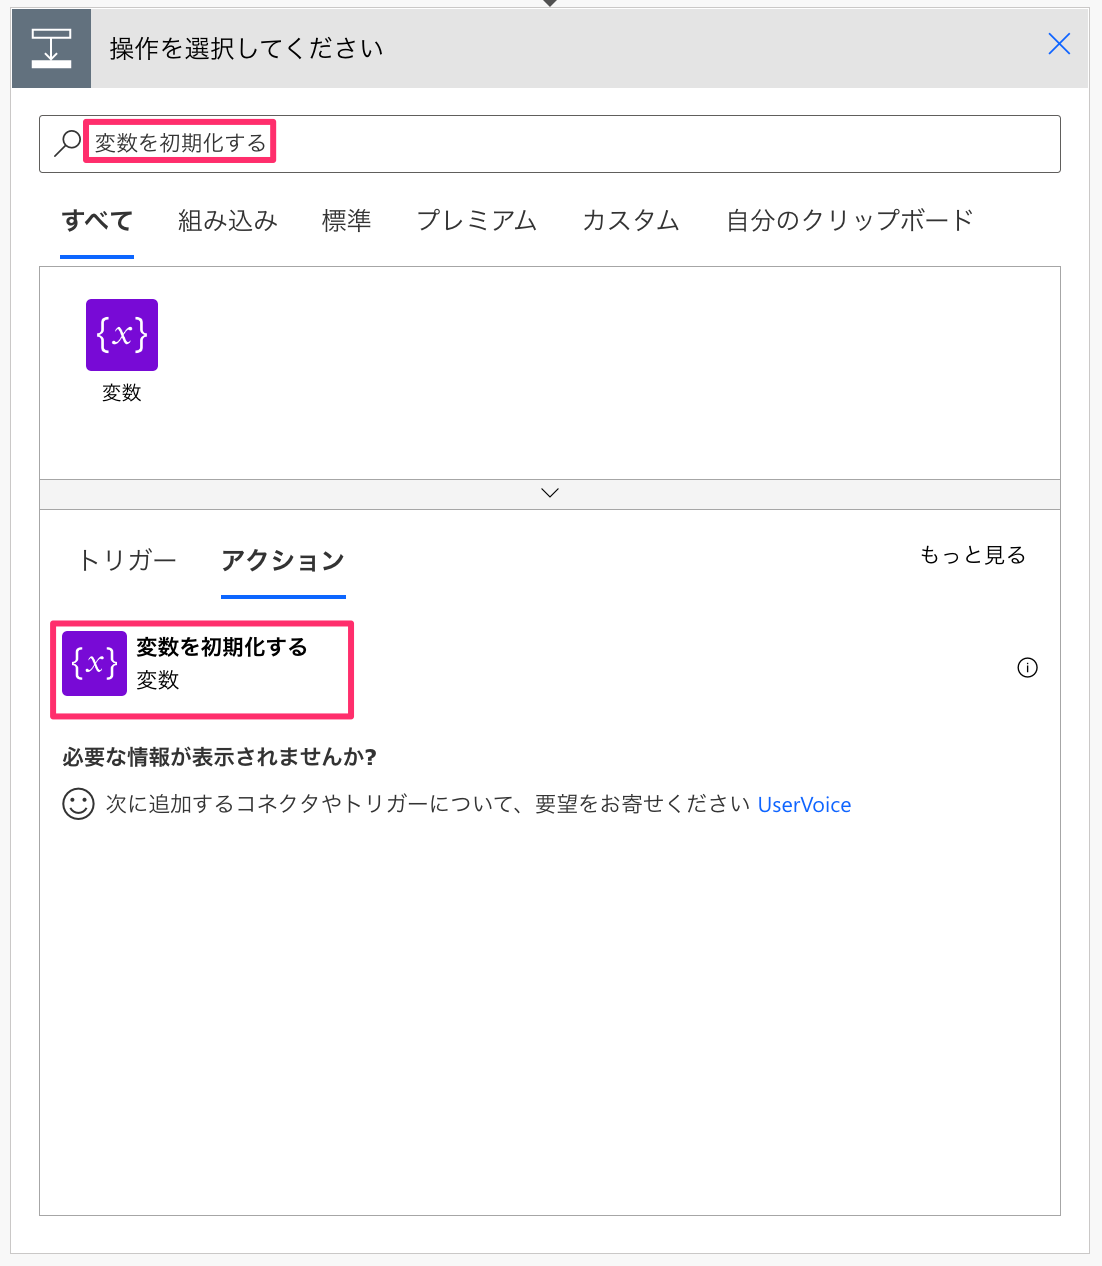 操作を選択してください
変数を初期化する
すべて 組み込み 標準 プレミアム カスタム 自分のクリップボード
{x}
変数
トリガー アクション もっと見る
{x} 変数を初期化する
変数
必要な情報が表示されませんか?
次に追加するコネクタやトリガーについて、要望をお寄せください UserVoice